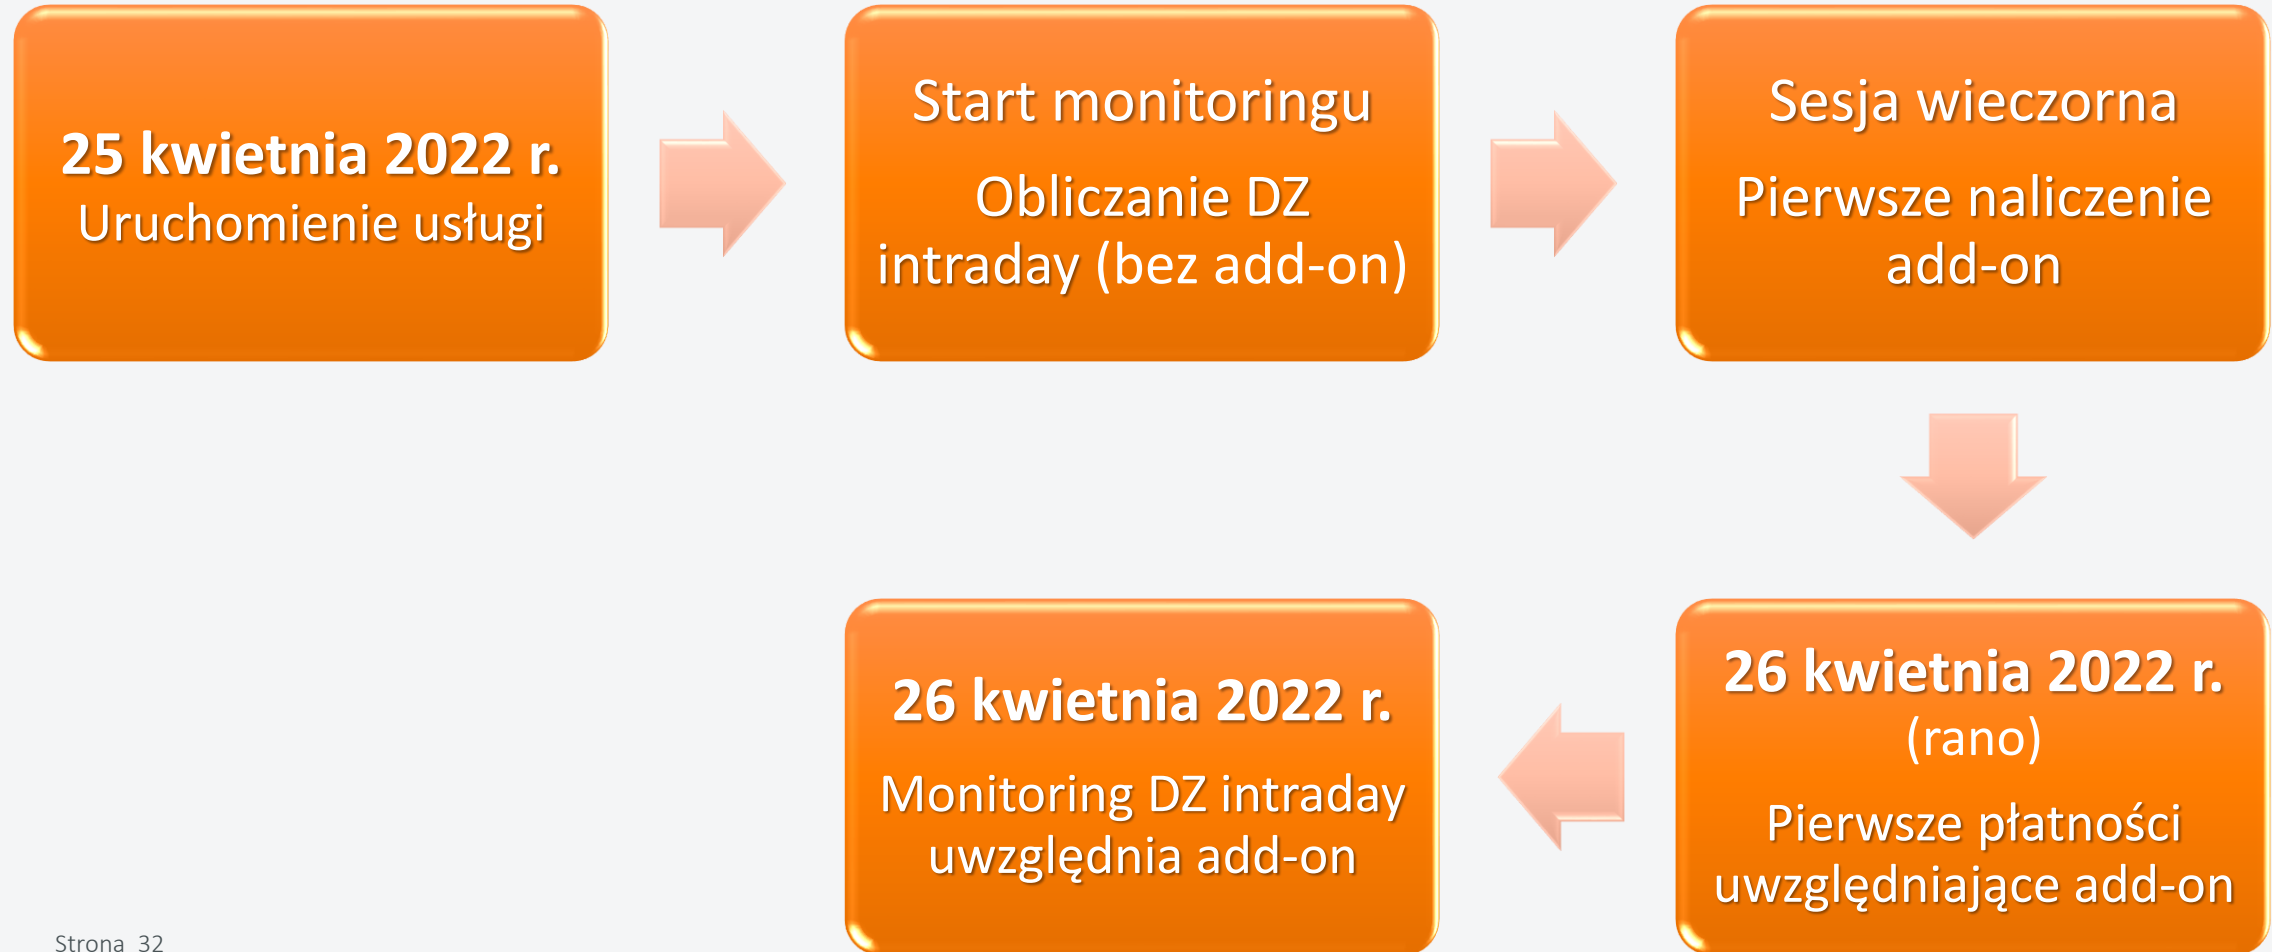 25 kwietnia 2022 r.
Uruchomienie usługi
Start monitoringu
Obliczanie DZ
intraday (bez add-on)
Sesja wieczorna
Pierwsze naliczenie
add-on
26 kwietnia 2022 r.
(rano)
Pierwsze płatności
uwzględniające add-on
26 kwietnia 2022 r.
Monitoring DZ intraday
uwzględnia add-on
Strona 32